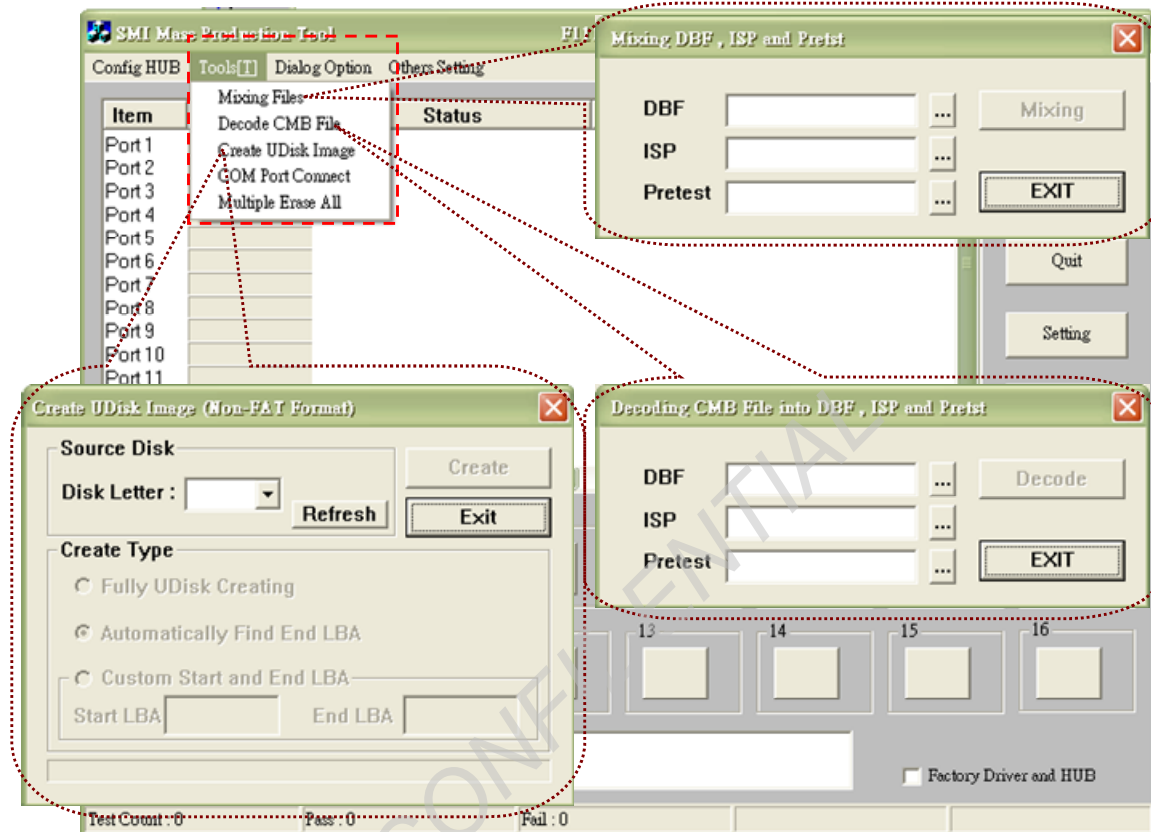 SMI Mass Production Tool
Config HUB Tools[T] Dialog Option Others Setting
Mixing Files
Decode CMB File
Create UDisk Image
COM Port Connect
Multiple Erase All
Item Status
Port 1
Port 2
Port 3
Port 4
Port 5
Port 6
Port 7
Port 8
Port 9
Port 10
Port 11
Mixing DBF , ISP and Pretst
DBF ... Mixing
ISP ...
Pretest ... EXIT
Quit
Setting
Create UDisk Image (Non-FAT Format)
Source Disk
Disk Letter :
Refresh
Create
Exit
Create Type
Fully UDisk Creating
Automatically Find End LBA
Custom Start and End LBA
Start LBA End LBA
Decoding CMB File into DBF , ISP and Pretst
DBF ... Decode
ISP ...
Pretest ... EXIT
13 14 15 16
Factory Driver and HUB
Test Count : 0 Pass : 0 Fail : 0
CONFIDENTIAL